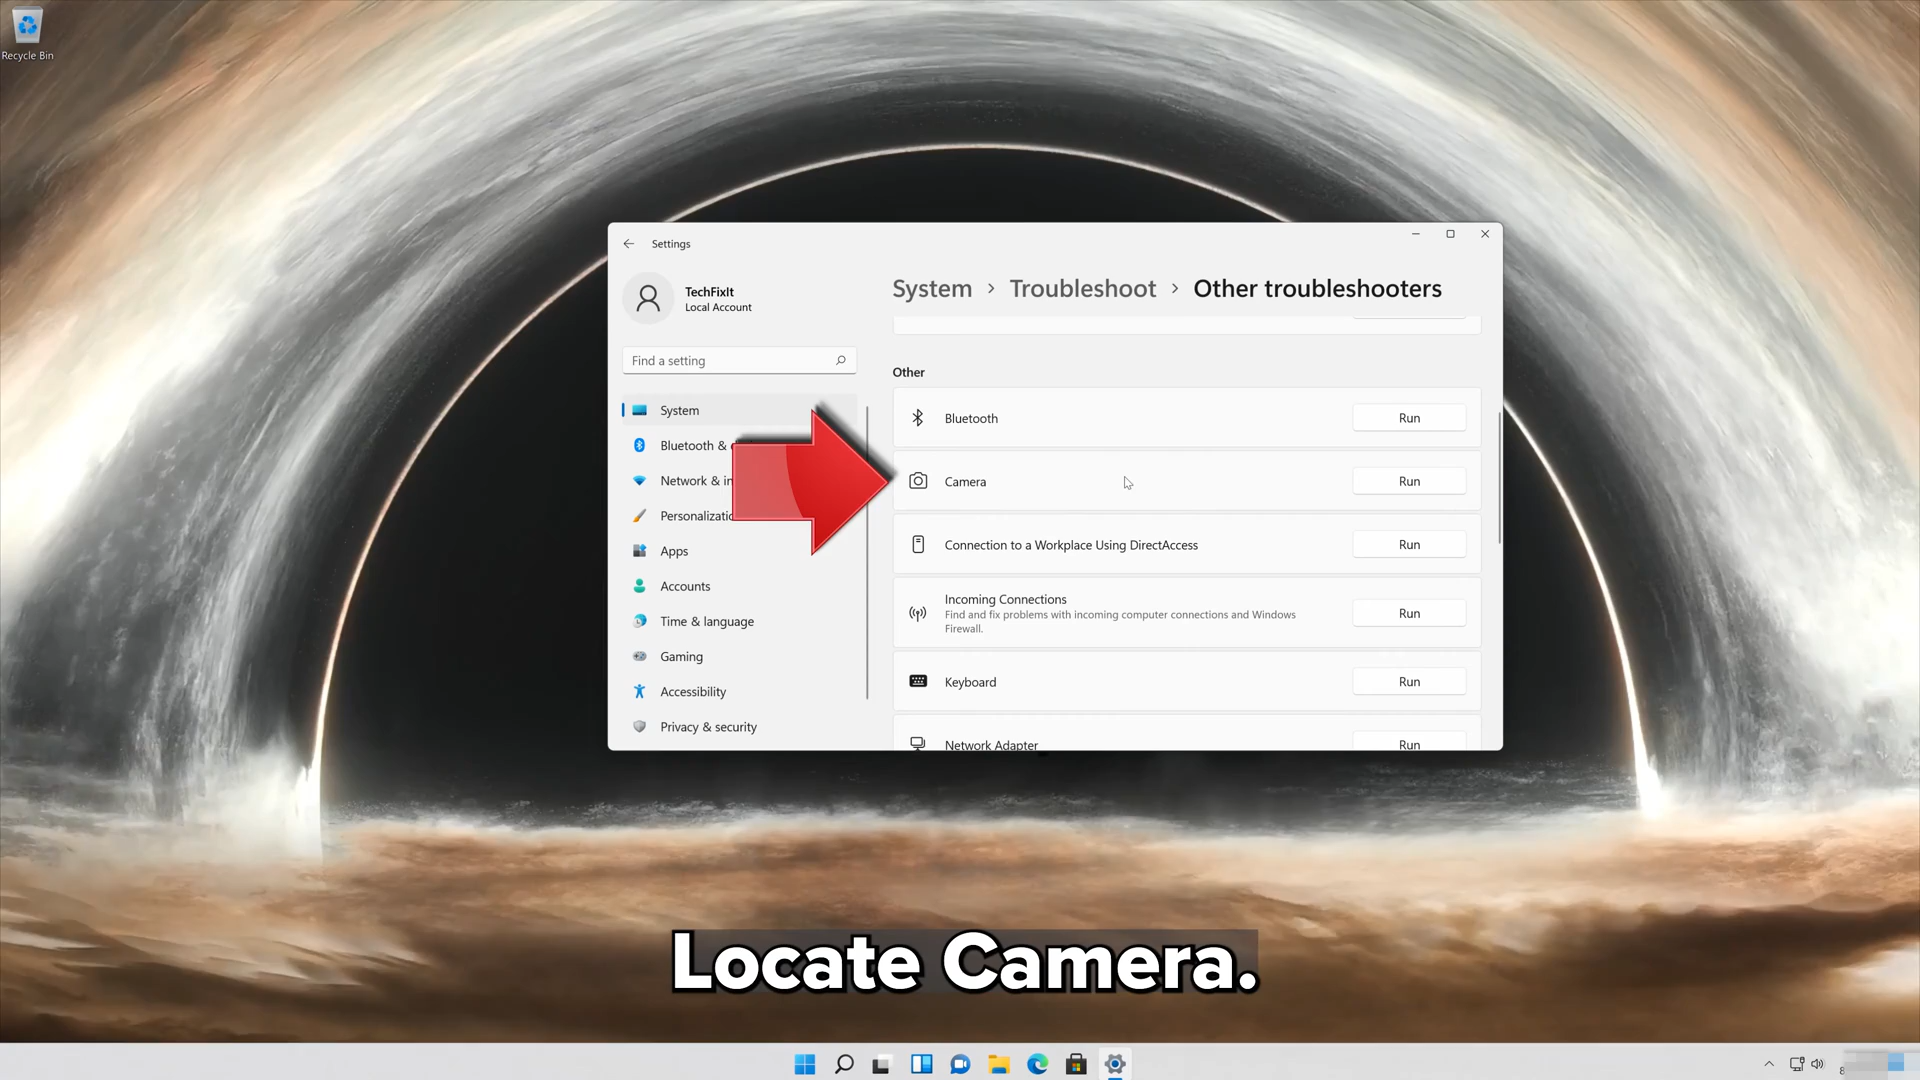 Recycle Bin
Settings
TechFixIt
Local Account
Find a setting
System
Bluetooth &
Network &
Apps
Accounts
Time & language
Gaming
Accessibility
Privacy & security
System > Troubleshoot > Other troubleshooters
Other
Bluetooth
Run
Camera
Run
Connection to a Workplace Using DirectAccess
Run
Incoming Connections
Find and fix problems with incoming computer connections and Windows
Firewall.
Run
Keyboard
Run
Network Adapter
Run
Locate Camera.